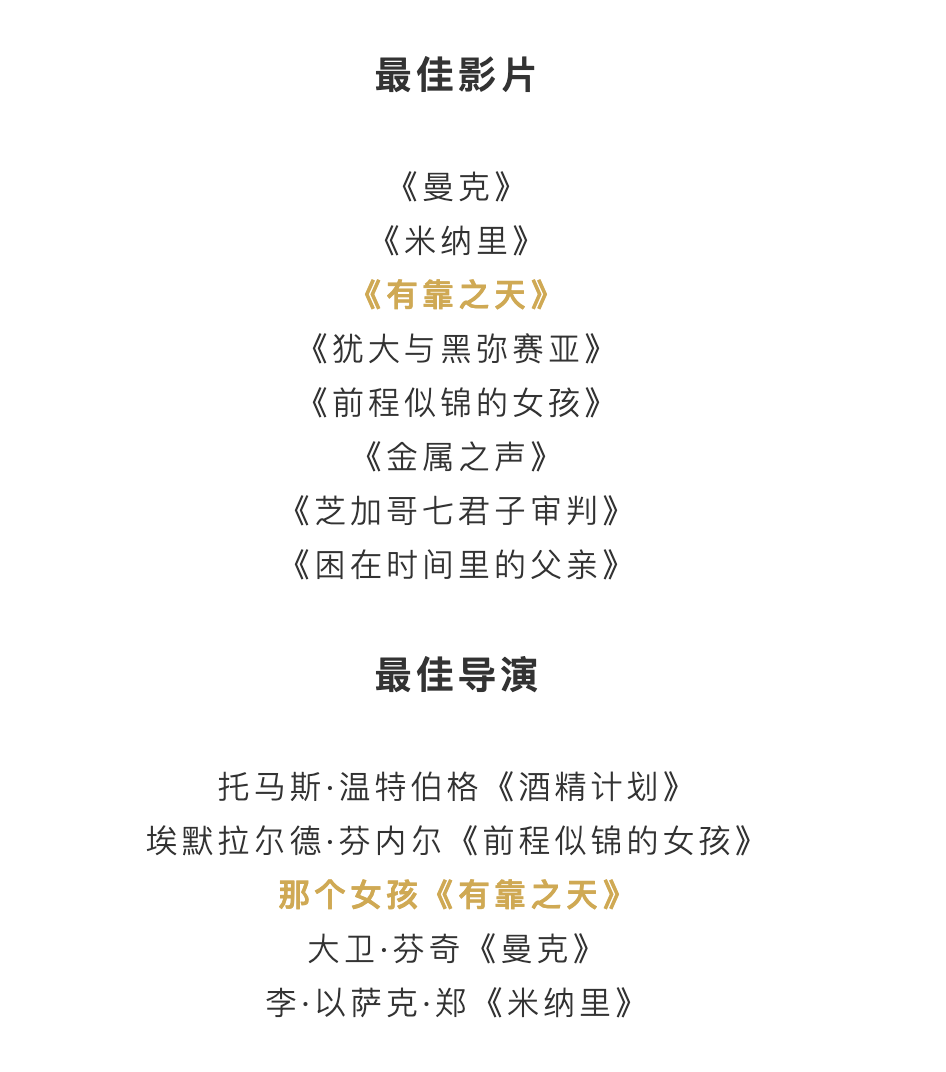 最佳影片
《曼克》
《米纳里》
《有靠之天》
《犹大与黑弥赛亚》
《前程似锦的女孩》
《金属之声》
《芝加哥七君子审判》
《困在时间里的父亲》
最佳导演
托马斯·温特伯格《酒精计划》
埃默拉尔德·芬内尔《前程似锦的女孩》
那个女孩《有靠之天》
大卫·芬奇《曼克》
李·以萨克·郑《米纳里》